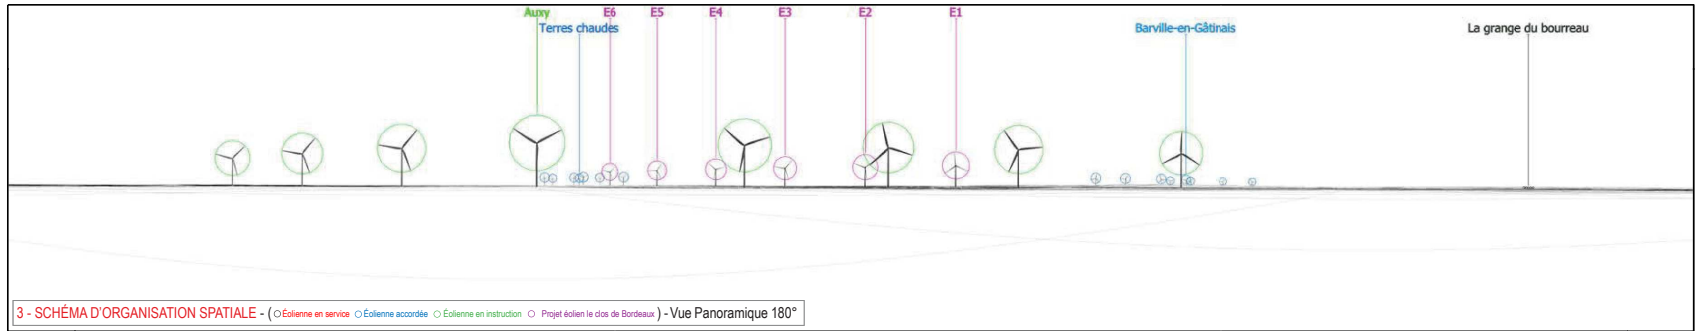 Auxy E6 E5 E4 E3 E2 E1
Terres chaudes Barville-en-Gâtinais La grange du bourreau
3 - SCHÉMA D'ORGANISATION SPATIALE - ( Éolienne en service Éolienne accordée Éolienne en instruction Projet éolien le clos de Bordeaux ) - Vue Panoramique 180°